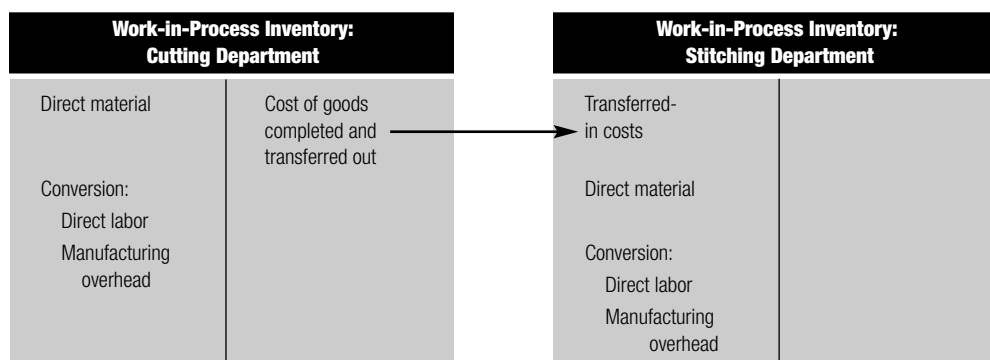 Work-in-Process Inventory:
Cutting Department
Direct material
Conversion:
Direct labor
Manufacturing
overhead
Cost of goods
completed and
transferred out
Work-in-Process Inventory:
Stitching Department
Transferred-
in costs
Direct material
Conversion:
Direct labor
Manufacturing
overhead